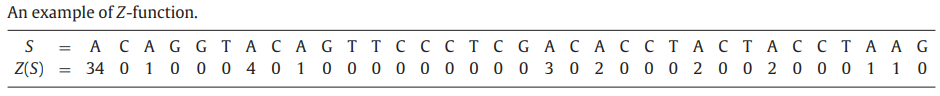 An example of Z-function.
S = A C A G G T A C A G T T C C C T C G A C A C C T A C T A C C T A A G
Z(S) = 34 0 1 0 0 0 4 0 1 0 0 0 0 0 0 0 0 0 3 0 2 0 0 0 2 0 0 2 0 0 0 1 1 0